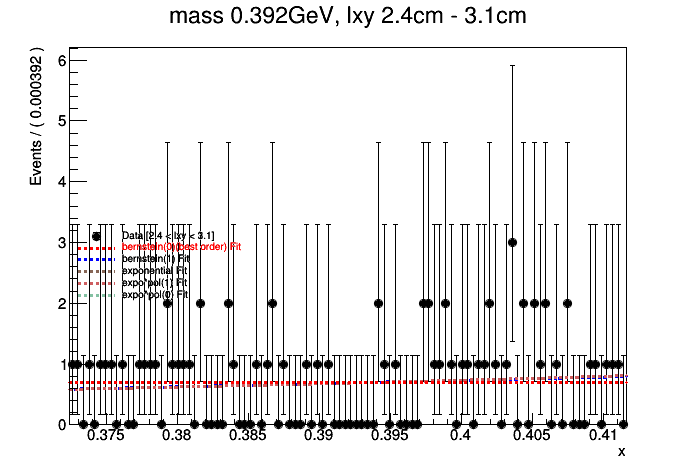 mass 0.392GeV, lxy 2.4cm - 3.1cm
Events / ( 0.000392 )
6
5
4
3
2
1
0
Data [2.4 < lxy < 3.1]
bernstein(0)(best order) Fit
bernstein(1) Fit
exponential Fit
expo*pol(1) Fit
expo*pol(0) Fit
0.375 0.38 0.385 0.39 0.395 0.4 0.405 0.41
x